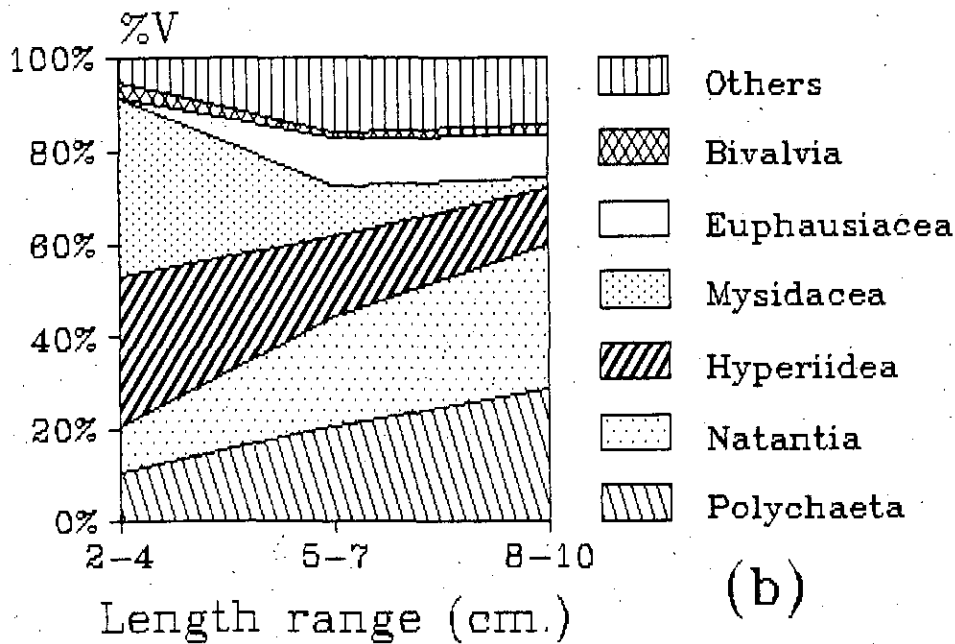 %V
100%
80%
60%
40%
20%
0%
2-4 5-7 8-10
Length range (cm.)
Others
Bivalvia
Euphausiacea
Mysidacea
Hyperiidea
Natantia
Polychaeta
(b)